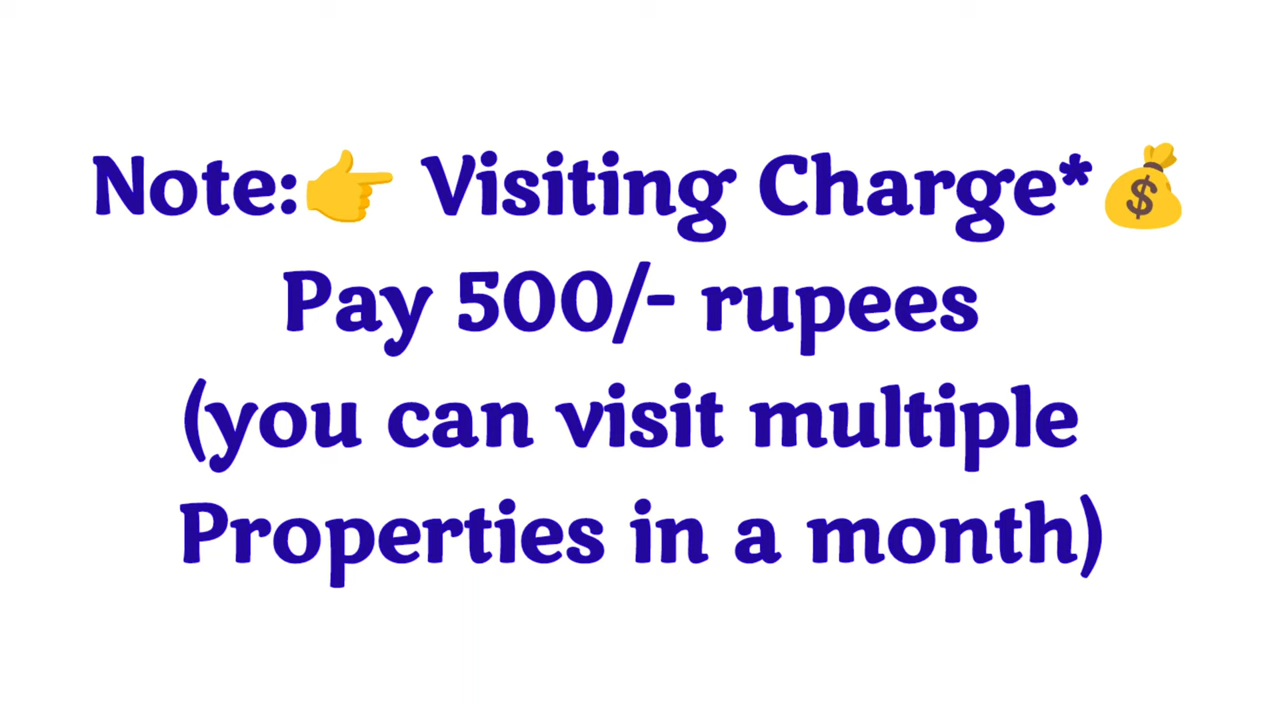 Note:👉 Visiting Charge*💰
Pay 500/- rupees
(you can visit multiple
Properties in a month)